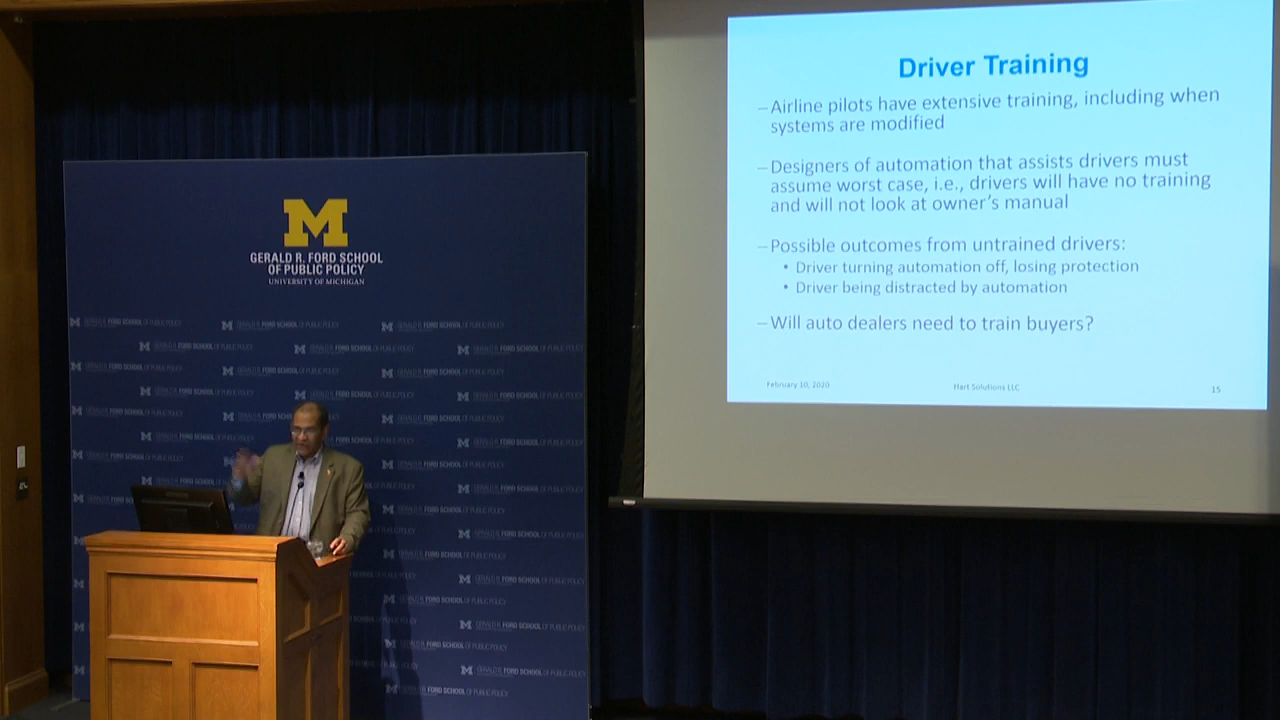 Driver Training
–Airline pilots have extensive training, including when
systems are modified
–Designers of automation that assists drivers must
assume worst case, i.e., drivers will have no training
and will not look at owner's manual
–Possible outcomes from untrained drivers:
• Driver turning automation off, losing protection
• Driver being distracted by automation
–Will auto dealers need to train buyers?
February 10, 2020
Hart Solutions LLC
15
M
GERALD R. FORD SCHOOL
OF PUBLIC POLICY
UNIVERSITY OF MICHIGAN